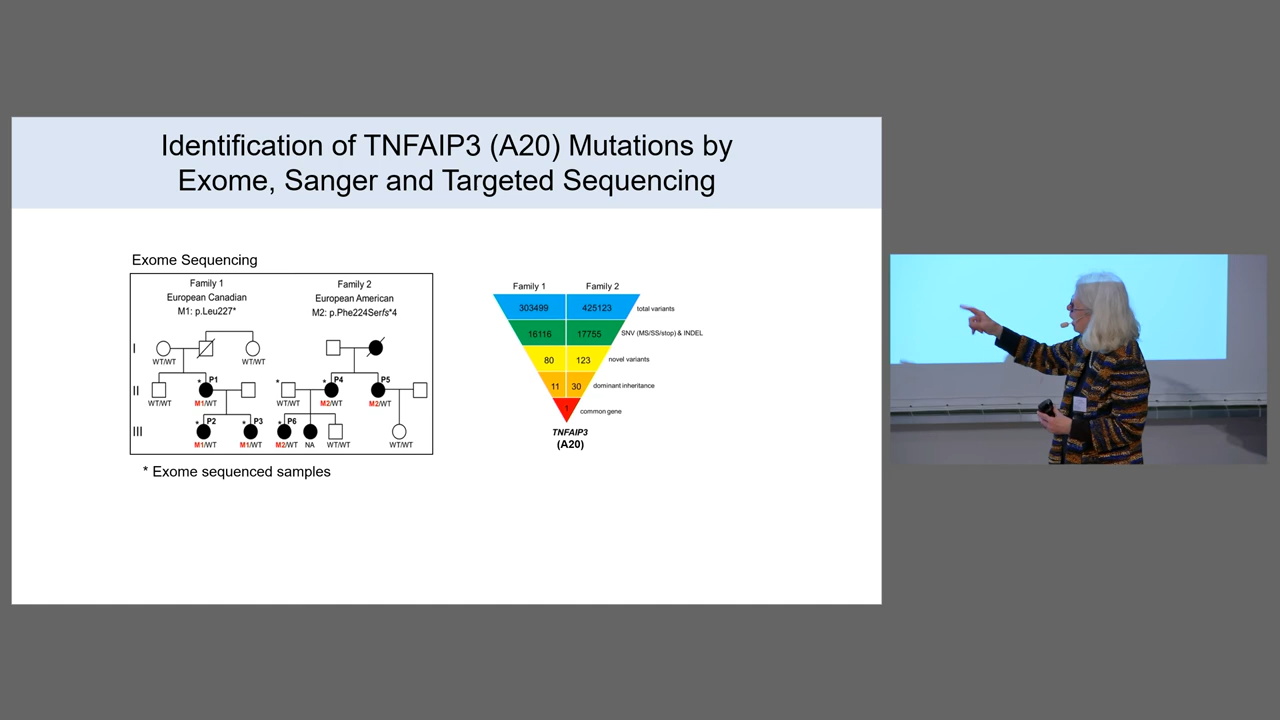 Identification of TNFAIP3 (A20) Mutations by
Exome, Sanger and Targeted Sequencing
Exome Sequencing
Family 1
European Canadian
M1: p.Leu227*
Family 2
European American
M2: p.Phe224Serfs*4
I
WT/WT
WT/WT
II
WT/WT
* P1
M1/WT
*
WT/WT
* P4
M2/WT
P5
M2/WT
III
* P2
M1/WT
* P3
M1/WT
* P6
M2/WT
NA
WT/WT
WT/WT
* Exome sequenced samples
Family 1 Family 2
303499 425123 total variants
16116 17755 SNV (MS/SS/stop) & INDEL
80 123 novel variants
11 30 dominant inheritance
1 common gene
TNFAIP3
(A20)